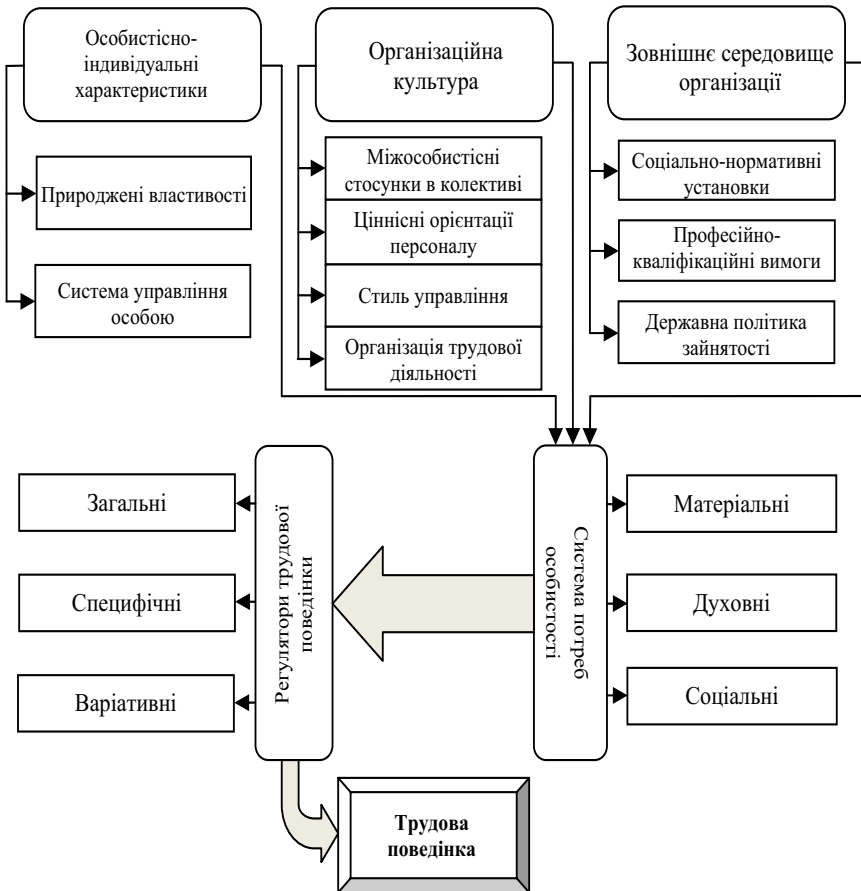 Особистісно-
індивідуальні
характеристики
Природжені властивості
Система управління
особою
Організаційна
культура
Міжособистісні
стосунки в колективі
Ціннісні орієнтації
персоналу
Стиль управління
Організація трудової
діяльності
Зовнішнє середовище
організації
Соціально-нормативні
установки
Професійно-
кваліфікаційні вимоги
Державна політика
зайнятості
Загальні
Специфічні
Варіативні
Регулятори трудової
поведінки
Система потреб
особистості
Матеріальні
Духовні
Соціальні
Трудова
поведінка